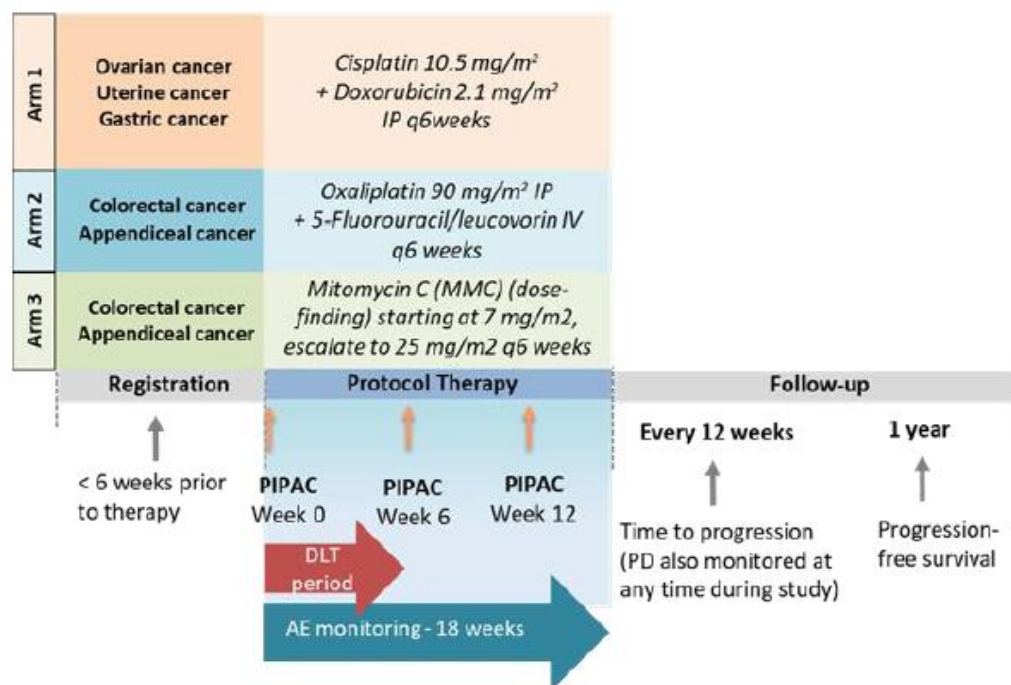 Arm 1
Ovarian cancer
Uterine cancer
Gastric cancer
Cisplatin 10.5 mg/m²
+ Doxorubicin 2.1 mg/m²
IP q6weeks
Arm 2
Colorectal cancer
Appendiceal cancer
Oxaliplatin 90 mg/m² IP
+ 5-Fluorouracil/leucovorin IV
q6 weeks
Arm 3
Colorectal cancer
Appendiceal cancer
Mitomycin C (MMC) (dose-
finding) starting at 7 mg/m2,
escalate to 25 mg/m2 q6 weeks
Registration
Protocol Therapy
Follow-up
< 6 weeks prior
to therapy
PIPAC
Week 0
PIPAC
Week 6
PIPAC
Week 12
Every 12 weeks
1 year
Time to progression
(PD also monitored at
any time during study)
Progression-
free survival
DLT
period
AE monitoring - 18 weeks